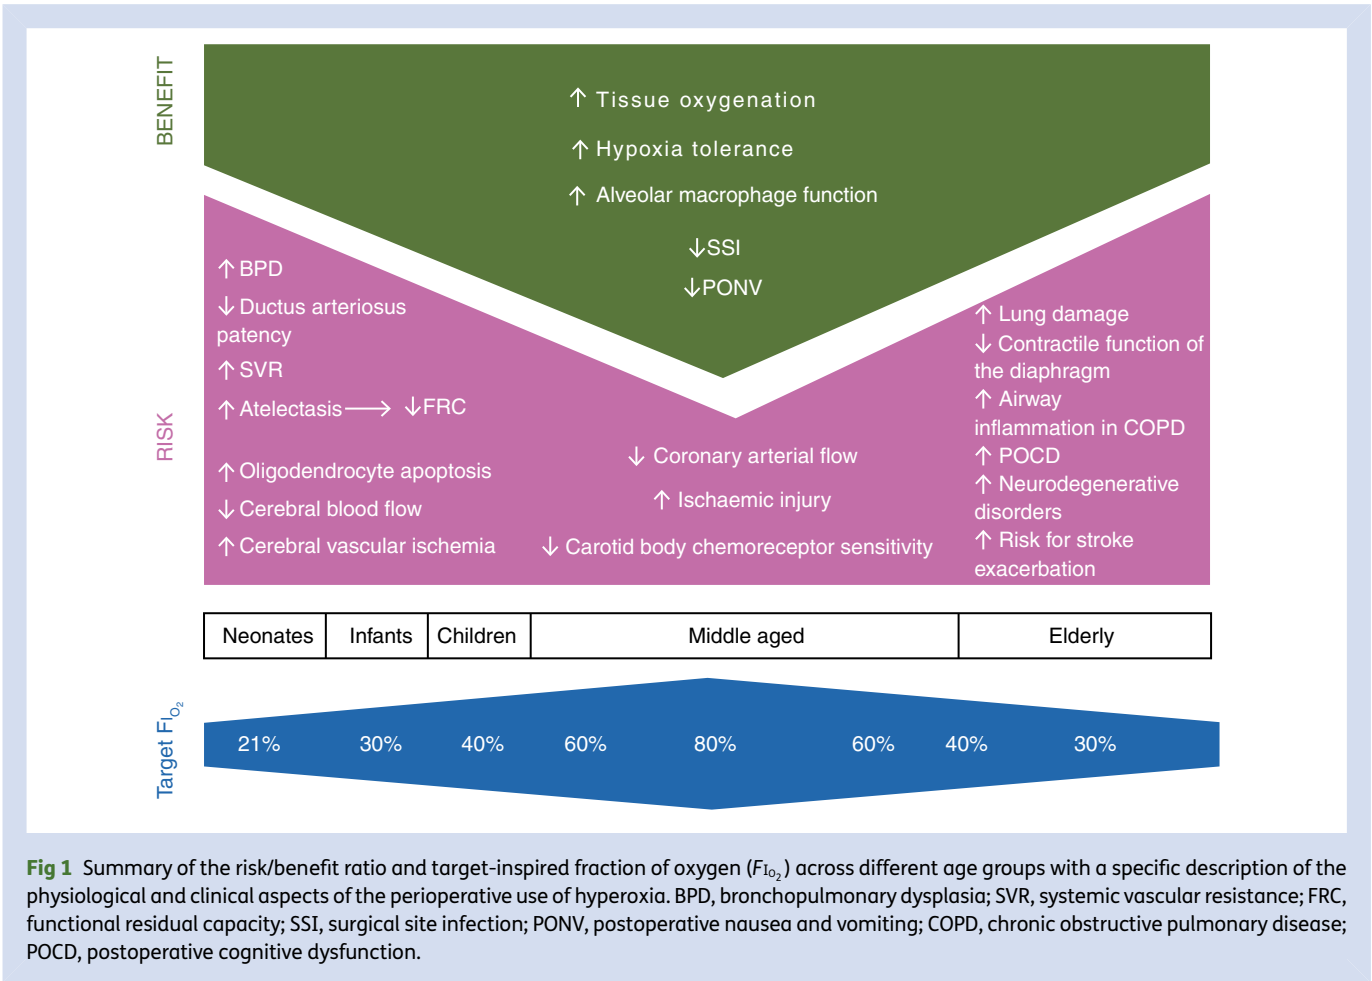 BENEFIT
↑ Tissue oxygenation
↑ Hypoxia tolerance
↑ Alveolar macrophage function
↓SSI
↓PONV
RISK
↑ BPD
↓ Ductus arteriosus
patency
↑ SVR
↑ Atelectasis → ↓FRC
↑ Oligodendrocyte apoptosis
↓ Cerebral blood flow
↑ Cerebral vascular ischemia
↓ Coronary arterial flow
↑ Ischaemic injury
↓ Carotid body chemoreceptor sensitivity
↑ Lung damage
↓ Contractile function of
the diaphragm
↑ Airway
inflammation in COPD
↑ POCD
↑ Neurodegenerative
disorders
↑ Risk for stroke
exacerbation
Neonates Infants Children Middle aged Elderly
Target FIO2
21% 30% 40% 60% 80% 60% 40% 30%
Fig 1 Summary of the risk/benefit ratio and target-inspired fraction of oxygen (FIO2) across different age groups with a specific description of the
physiological and clinical aspects of the perioperative use of hyperoxia. BPD, bronchopulmonary dysplasia; SVR, systemic vascular resistance; FRC,
functional residual capacity; SSI, surgical site infection; PONV, postoperative nausea and vomiting; COPD, chronic obstructive pulmonary disease;
POCD, postoperative cognitive dysfunction.